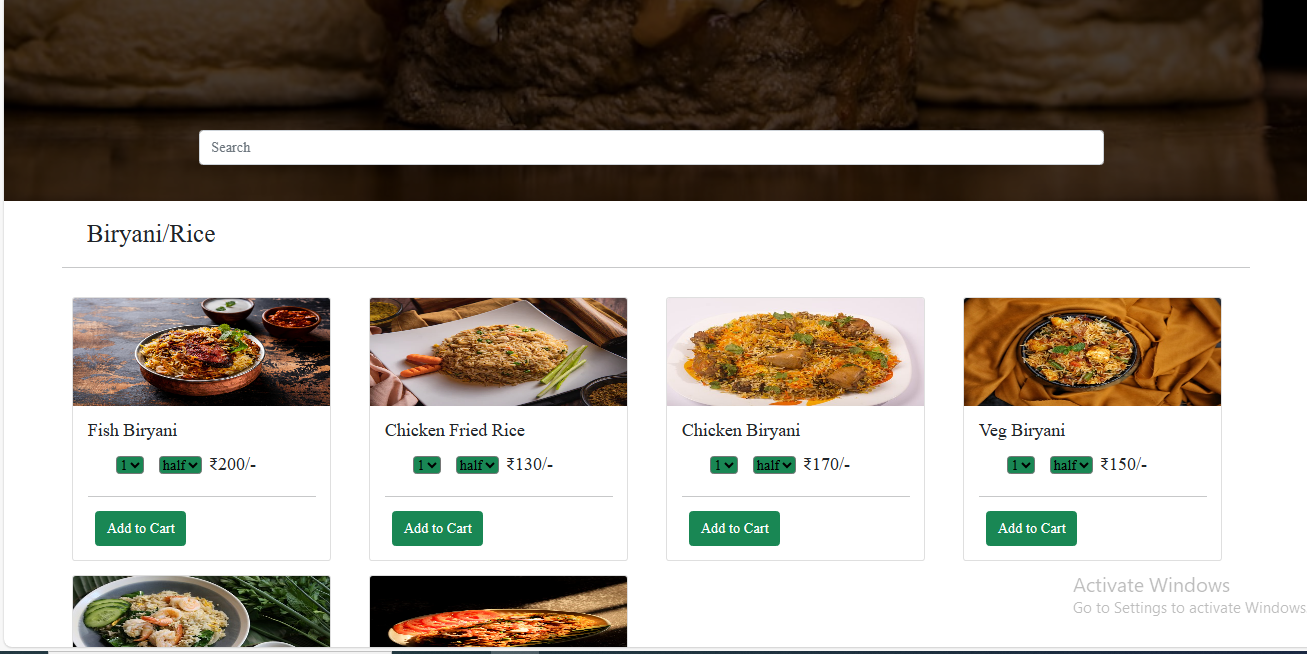 Search
Biryani/Rice
Fish Biryani
1 half ₹200/-
Add to Cart
Chicken Fried Rice
1 half ₹130/-
Add to Cart
Chicken Biryani
1 half ₹170/-
Add to Cart
Veg Biryani
1 half ₹150/-
Add to Cart
Activate Windows
Go to Settings to activate Windows